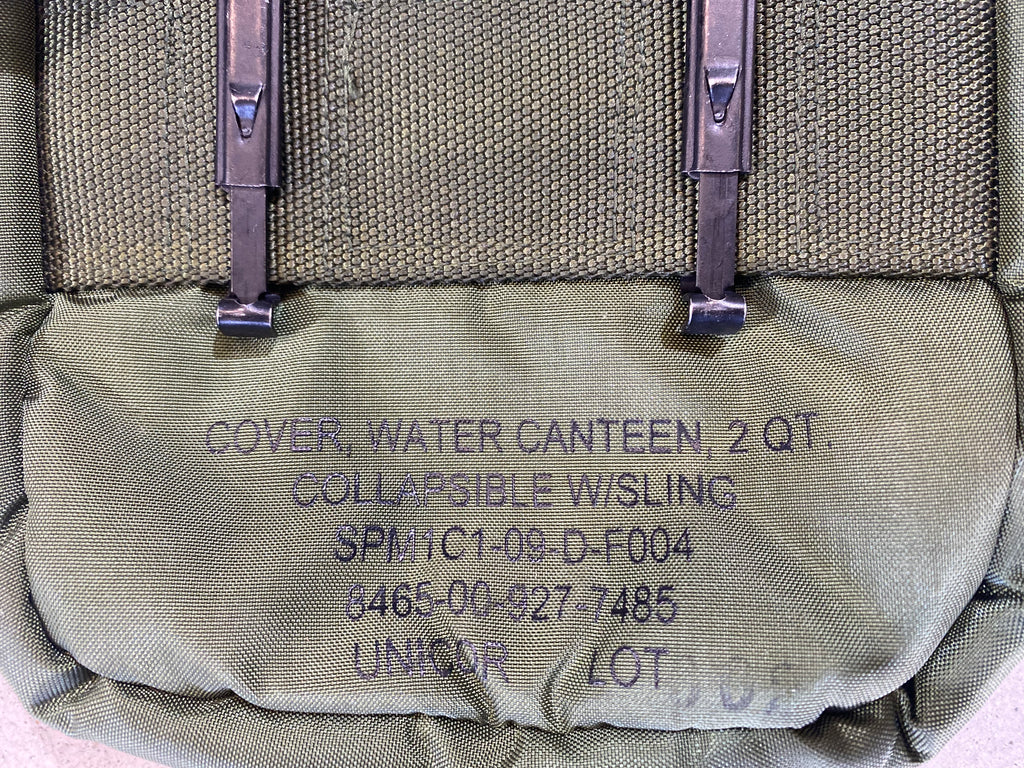 COVER, WATER CANTEEN, 2 QT.
COLLAPSIBLE W/SLING
SPM1C1-09-D-F004
8465-00-927-7485
UNICOR LOT